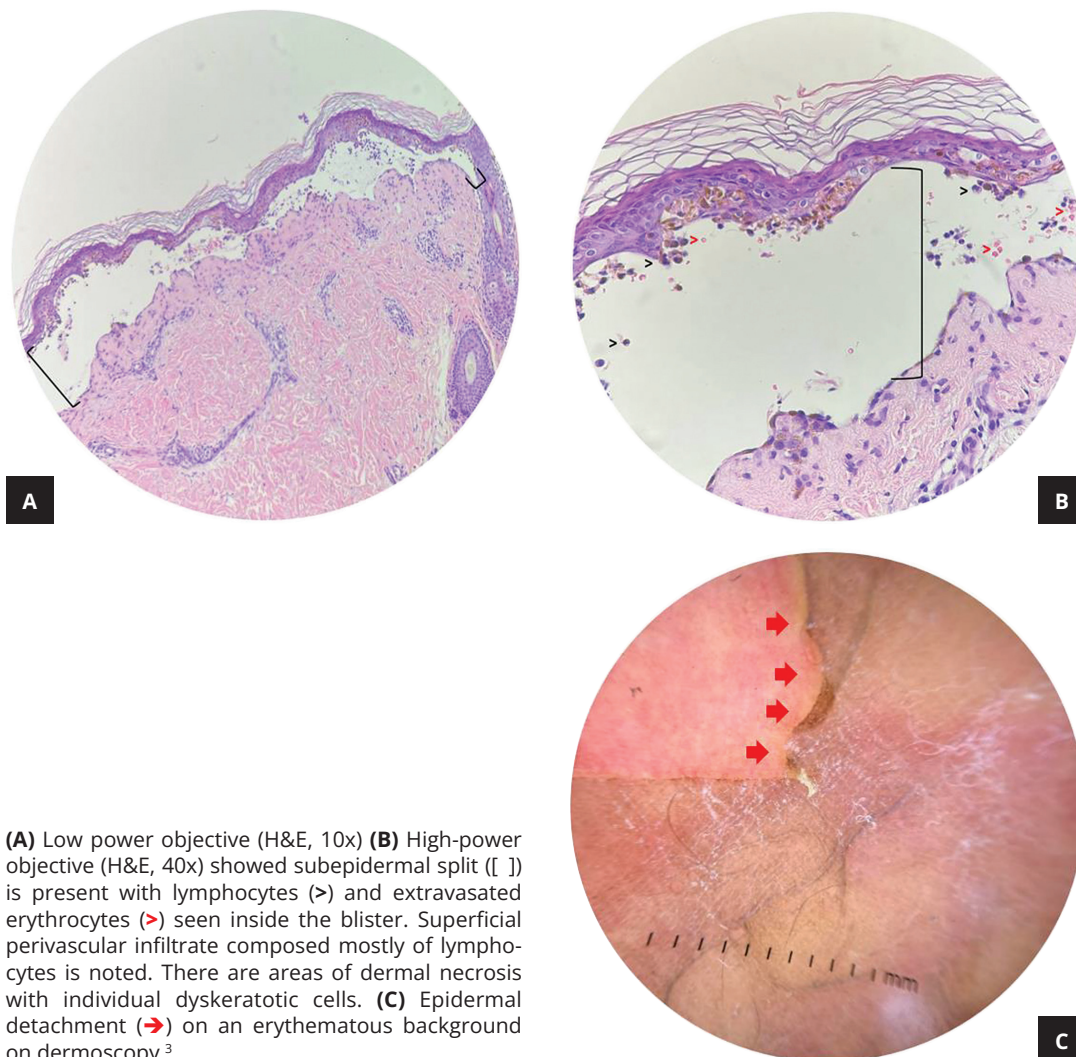 A
B
(A) Low power objective (H&E, 10x) (B) High-power
objective (H&E, 40x) showed subepidermal split ([ ])
is present with lymphocytes (>) and extravasated
erythrocytes (>) seen inside the blister. Superficial
perivascular infiltrate composed mostly of lympho-
cytes is noted. There are areas of dermal necrosis
with individual dyskeratotic cells. (C) Epidermal
detachment (➔) on an erythematous background
on dermoscopy.³
mm
C